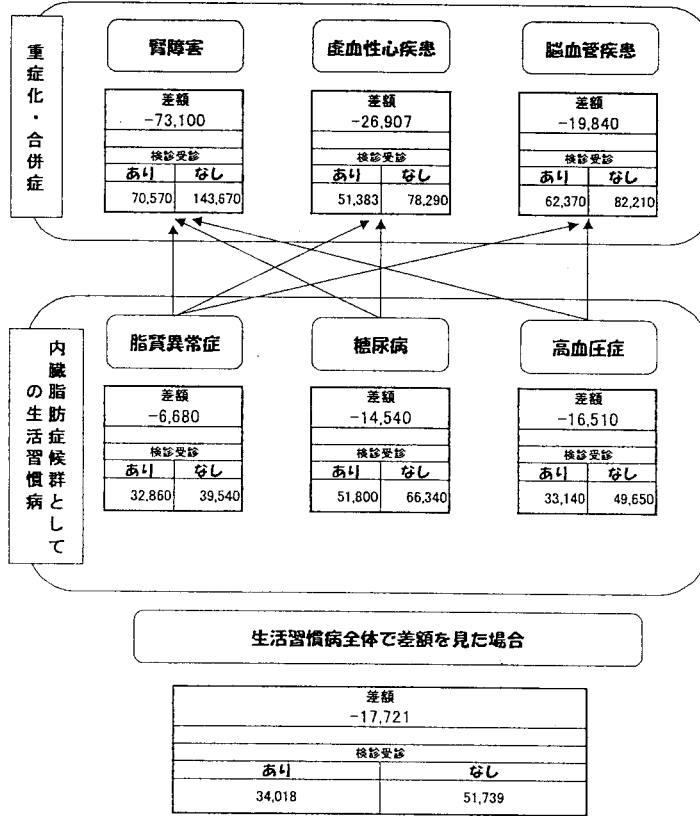 重症化・合併症
腎障害
虚血性心疾患
脳血管疾患
差額
-73,100
検診受診
あり なし
70,570 143,670
差額
-26,907
検診受診
あり なし
51,383 78,290
差額
-19,840
検診受診
あり なし
62,370 82,210
内臓脂肪症候群として
の生活習慣病
脂質異常症
糖尿病
高血圧症
差額
-6,680
検診受診
あり なし
32,860 39,540
差額
-14,540
検診受診
あり なし
51,800 66,340
差額
-16,510
検診受診
あり なし
33,140 49,650
生活習慣病全体で差額を見た場合
差額
-17,721
検診受診
あり なし
34,018 51,739